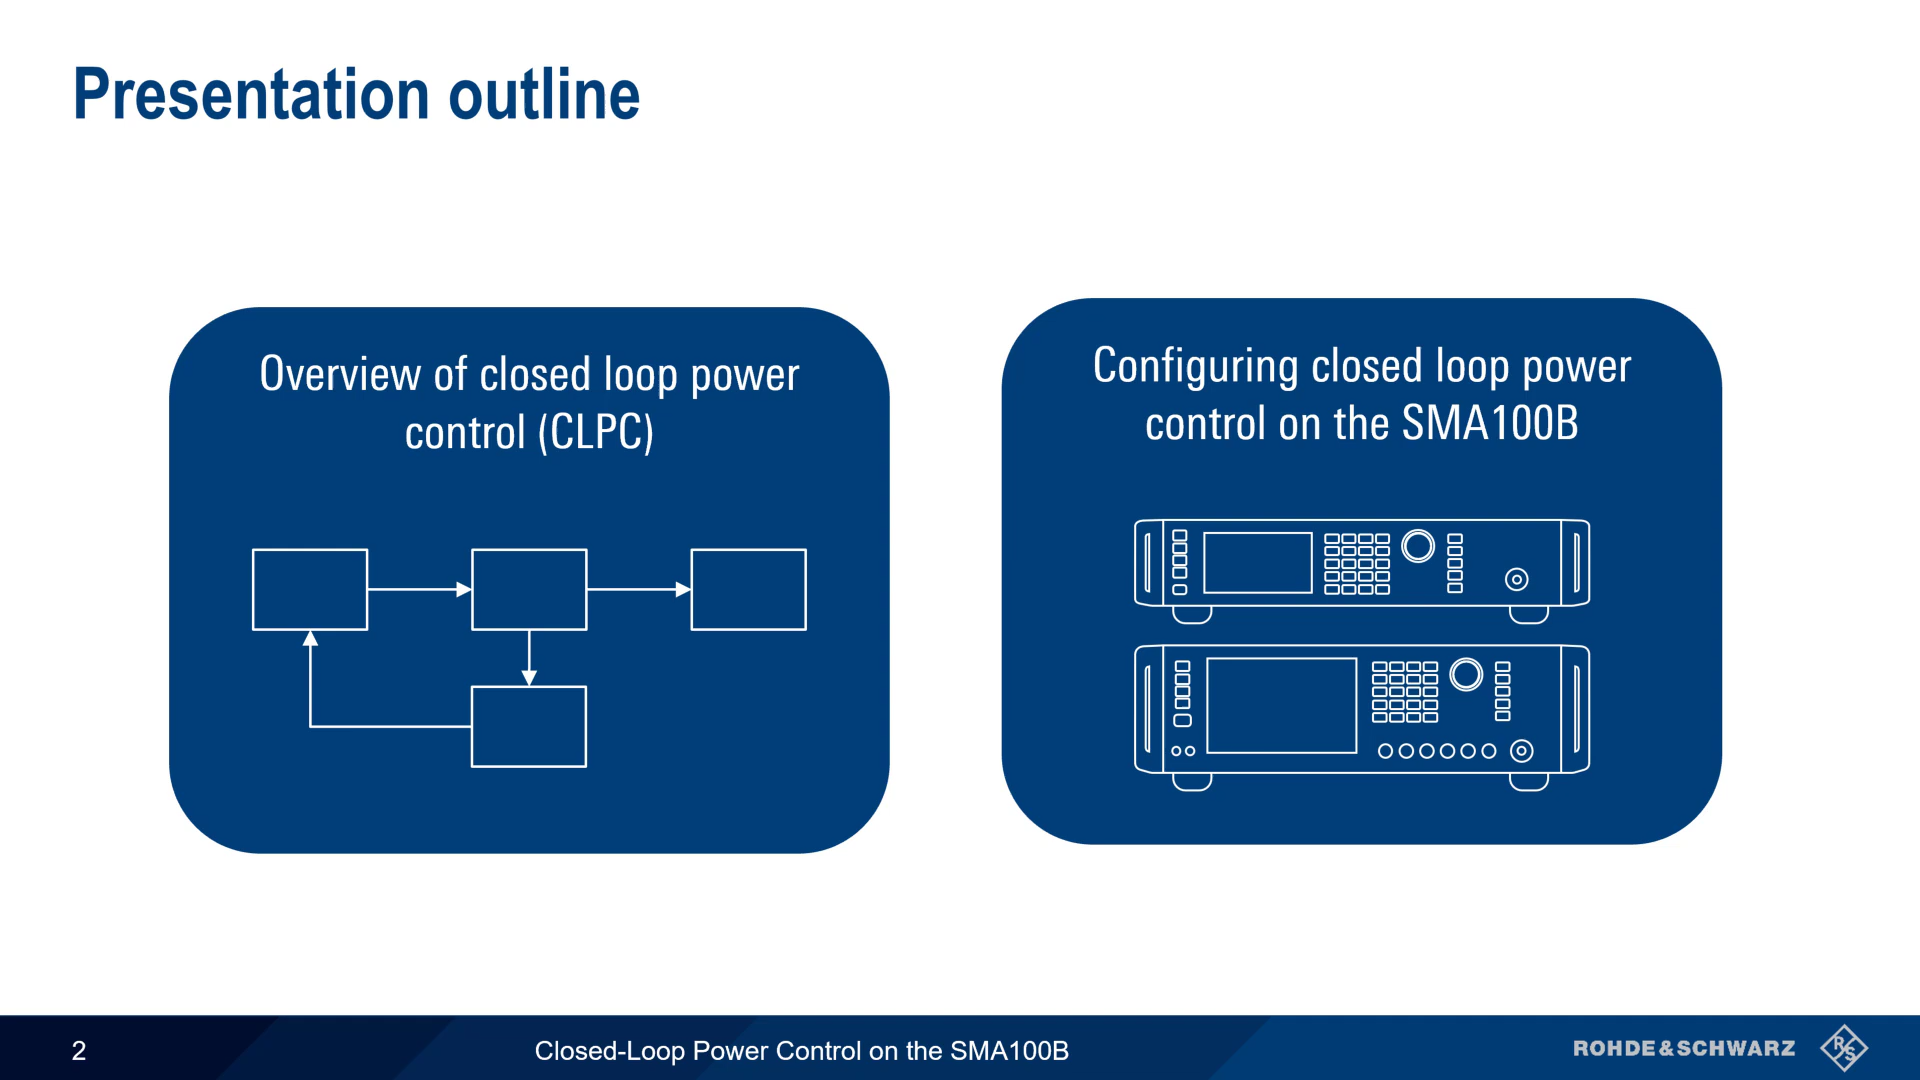 Presentation outline
Overview of closed loop power
control (CLPC)
Configuring closed loop power
control on the SMA100B
2
Closed-Loop Power Control on the SMA100B
ROHDE&SCHWARZ
R&S